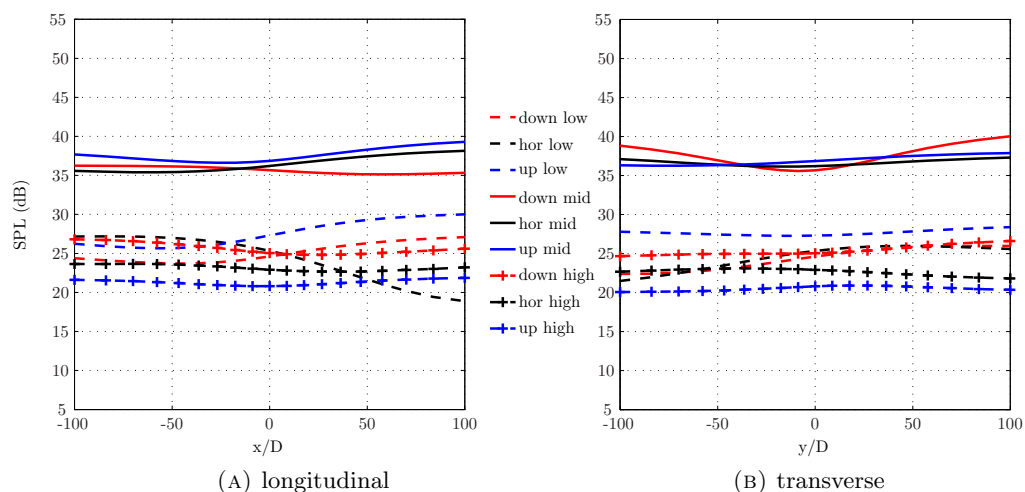 55
50
45
40
35
30
25
20
15
10
5
SPL (dB)
-100 -50 0 50 100
x/D
(A) longitudinal
down low
hor low
up low
down mid
hor mid
up mid
down high
hor high
up high
55
50
45
40
35
30
25
20
15
10
5
-100 -50 0 50 100
y/D
(B) transverse